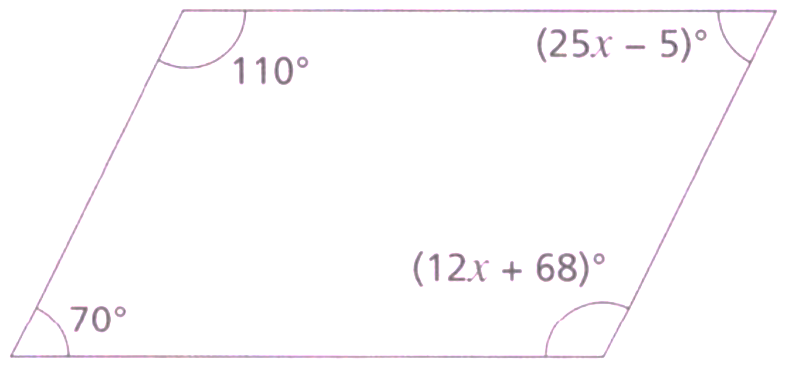 (25x – 5)°
110°
(12x + 68)°
70°